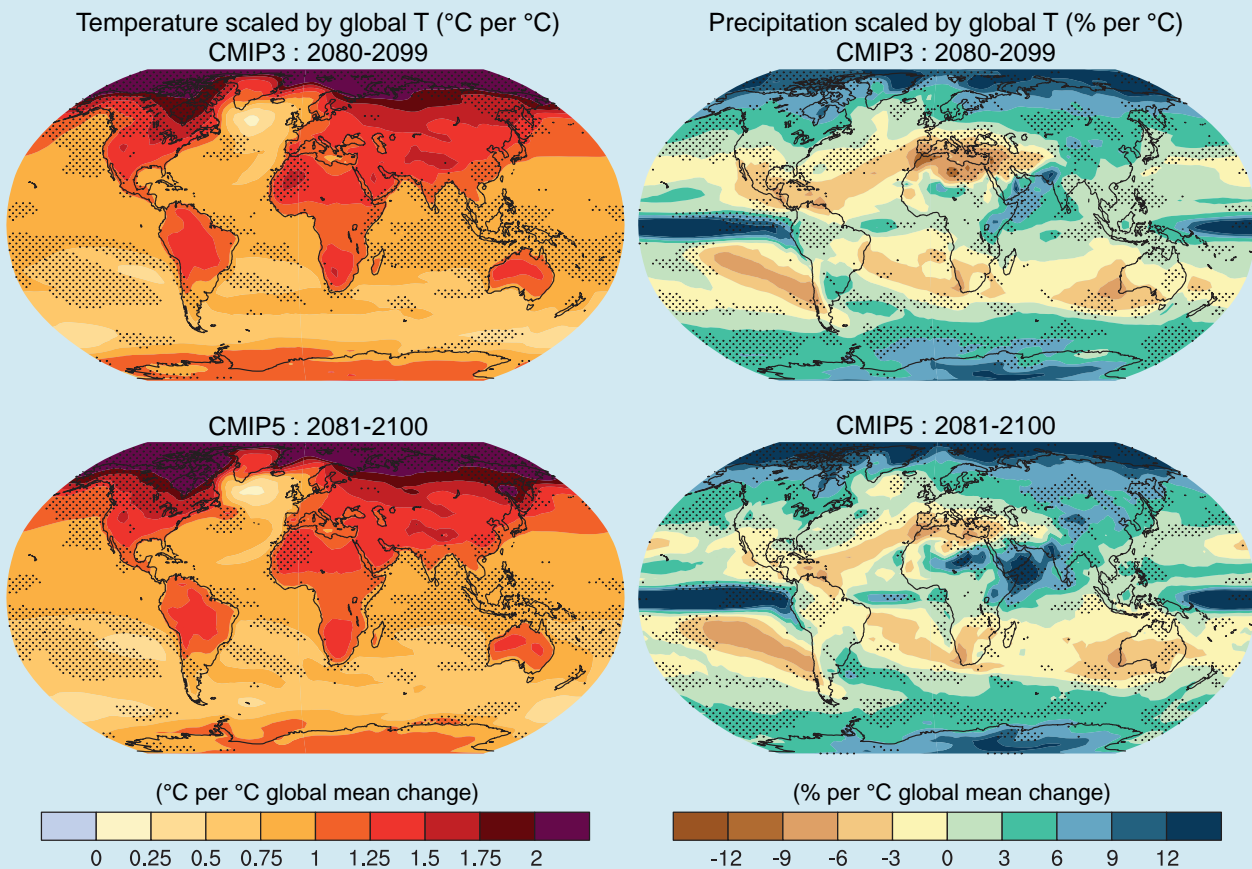 Temperature scaled by global T (°C per °C)
CMIP3 : 2080-2099
Precipitation scaled by global T (% per °C)
CMIP3 : 2080-2099
CMIP5 : 2081-2100
CMIP5 : 2081-2100
(°C per °C global mean change)
0 0.25 0.5 0.75 1 1.25 1.5 1.75 2
(% per °C global mean change)
-12 -9 -6 -3 0 3 6 9 12